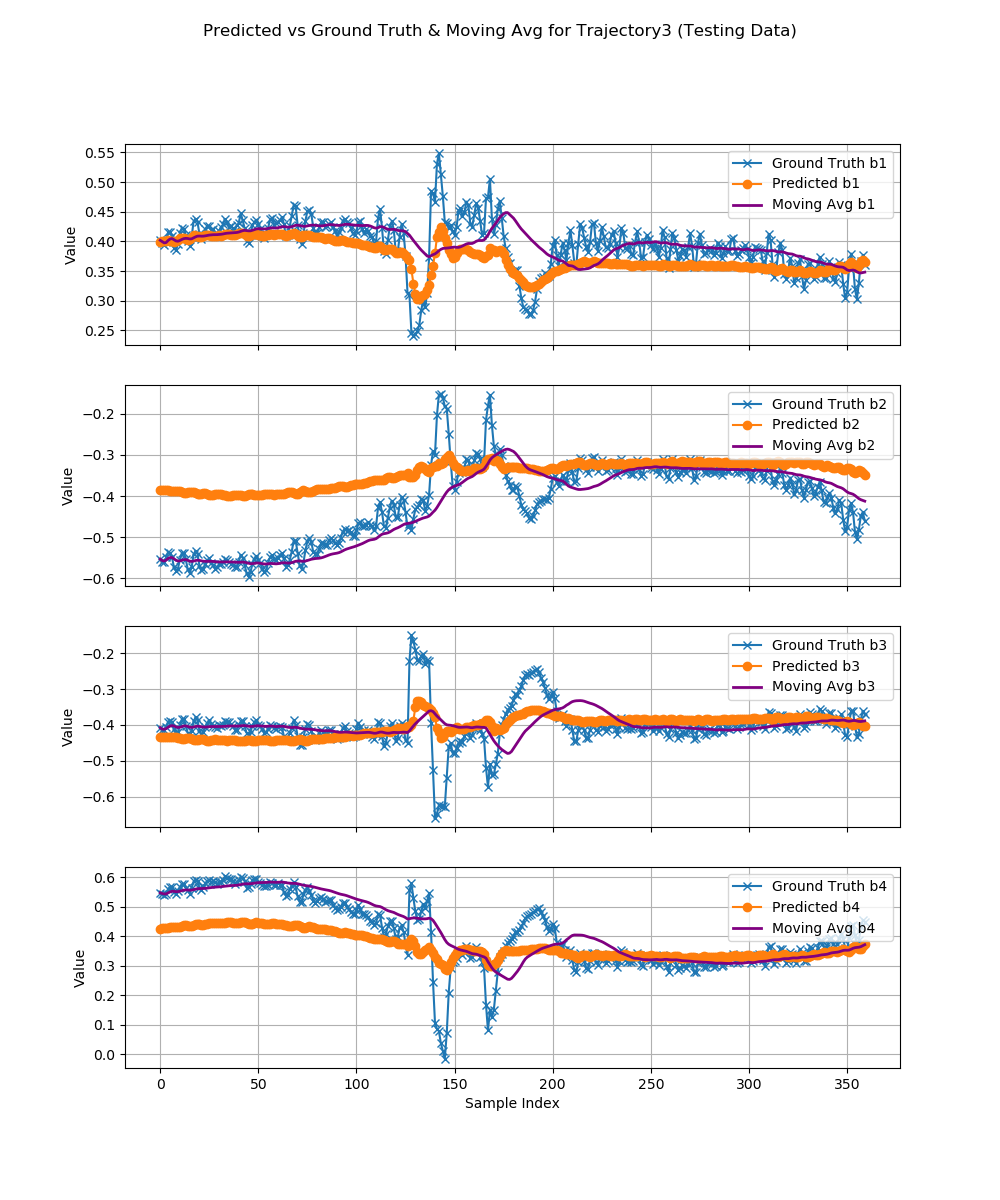 Predicted vs Ground Truth & Moving Avg for Trajectory3 (Testing Data)
0.55
0.50
0.45
0.40
0.35
0.30
0.25
Value
Ground Truth b1
Predicted b1
Moving Avg b1
−0.2
−0.3
−0.4
−0.5
−0.6
Value
Ground Truth b2
Predicted b2
Moving Avg b2
−0.2
−0.3
−0.4
−0.5
−0.6
Value
Ground Truth b3
Predicted b3
Moving Avg b3
0.6
0.5
0.4
0.3
0.2
0.1
0.0
Value
Ground Truth b4
Predicted b4
Moving Avg b4
0 50 100 150 200 250 300 350
Sample Index